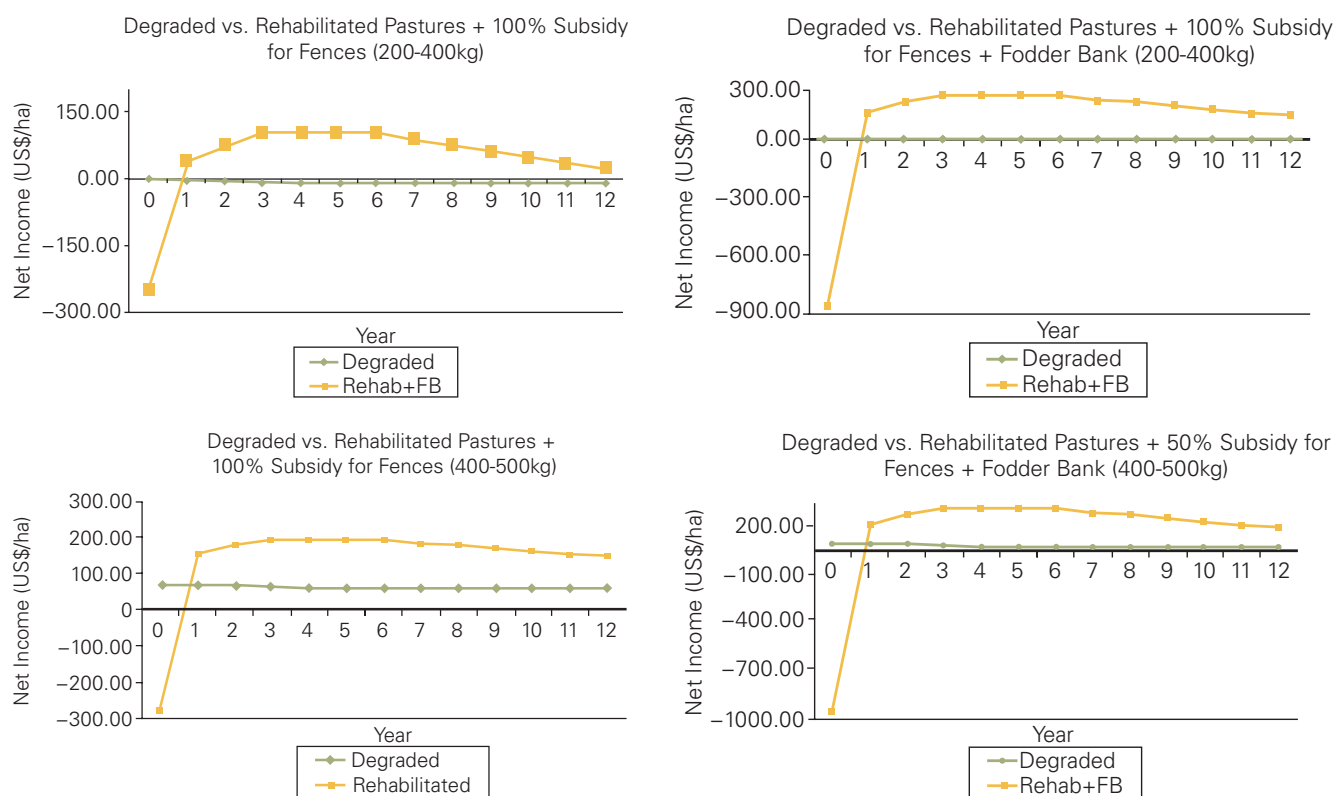 Degraded vs. Rehabilitated Pastures + 100% Subsidy
for Fences (200-400kg)
Net Income (US$/ha)
150.00
0.00
−150.00
−300.00
0 1 2 3 4 5 6 7 8 9 10 11 12
Year
Degraded
Rehab+FB
Degraded vs. Rehabilitated Pastures + 100% Subsidy
for Fences + Fodder Bank (200-400kg)
Net Income (US$/ha)
300.00
0.00
−300.00
−600.00
−900.00
0 1 2 3 4 5 6 7 8 9 10 11 12
Year
Degraded
Rehab+FB
Degraded vs. Rehabilitated Pastures +
100% Subsidy for Fences (400-500kg)
Net Income (US$/ha)
300.00
200.00
100.00
0
−100.00
−200.00
−300.00
0 1 2 3 4 5 6 7 8 9 10 11 12
Year
Degraded
Rehabilitated
Degraded vs. Rehabilitated Pastures + 50% Subsidy for
Fences + Fodder Bank (400-500kg)
Net Income (US$/ha)
200.00
−100.00
−400.00
−700.00
−1000.00
0 1 2 3 4 5 6 7 8 9 10 11 12
Year
Degraded
Rehab+FB